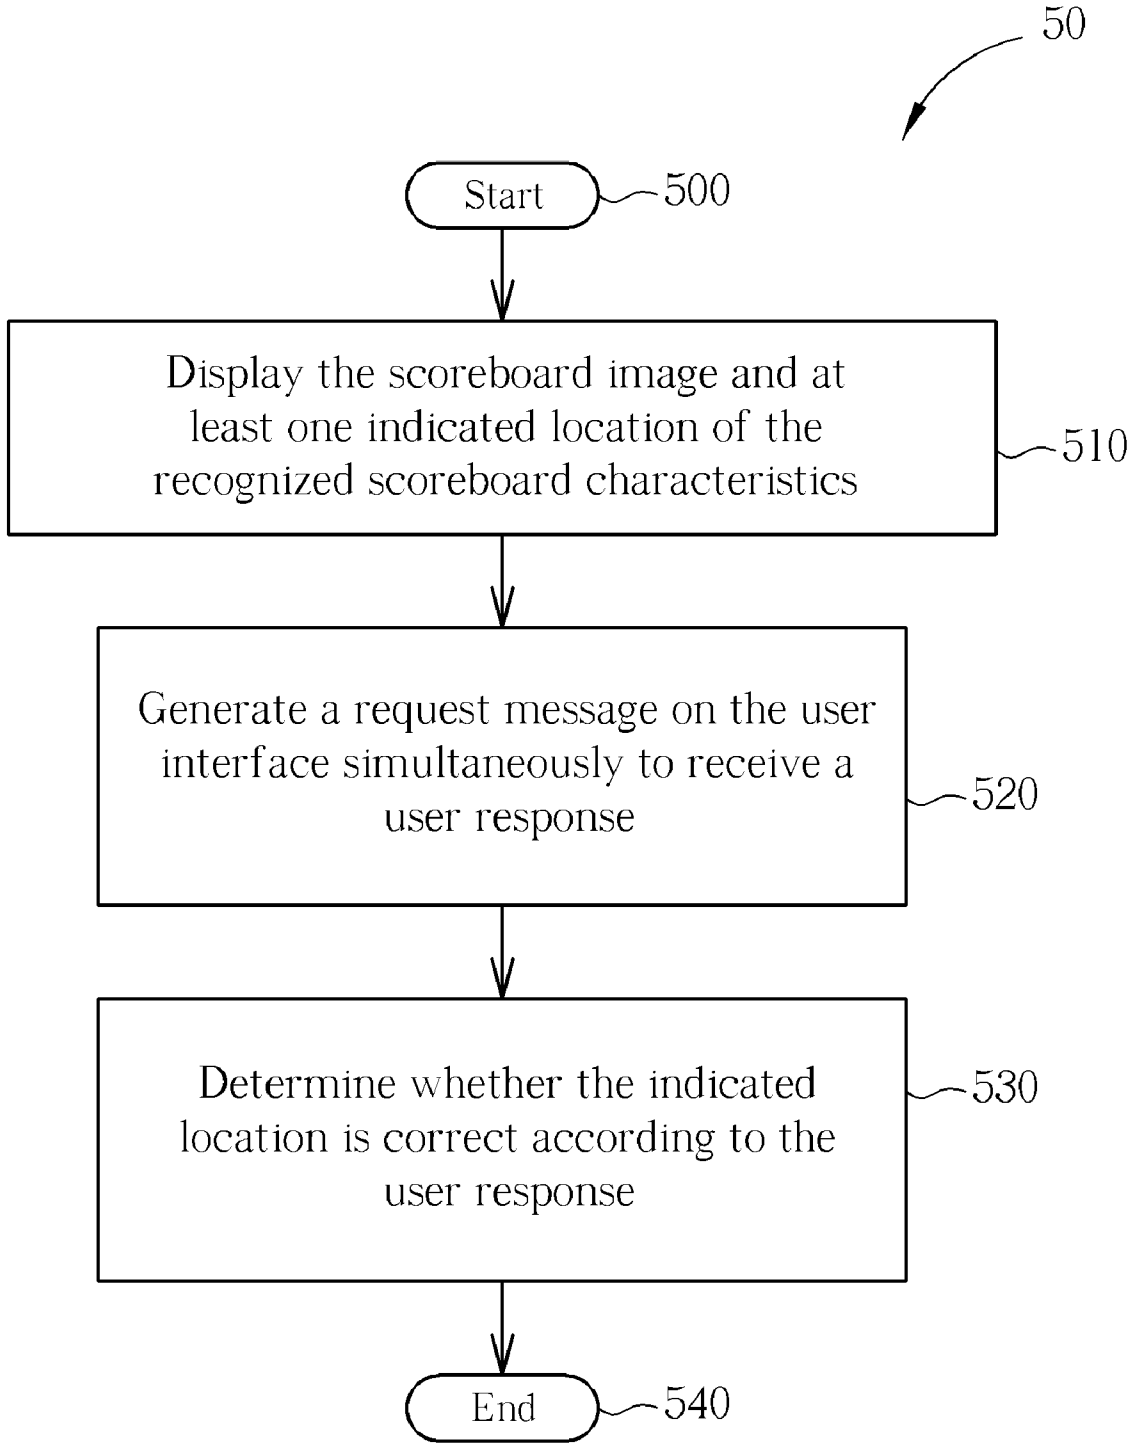 50
Start
500
Display the scoreboard image and at
least one indicated location of the
recognized scoreboard characteristics
510
Generate a request message on the user
interface simultaneously to receive a
user response
520
Determine whether the indicated
location is correct according to the
user response
530
End
540